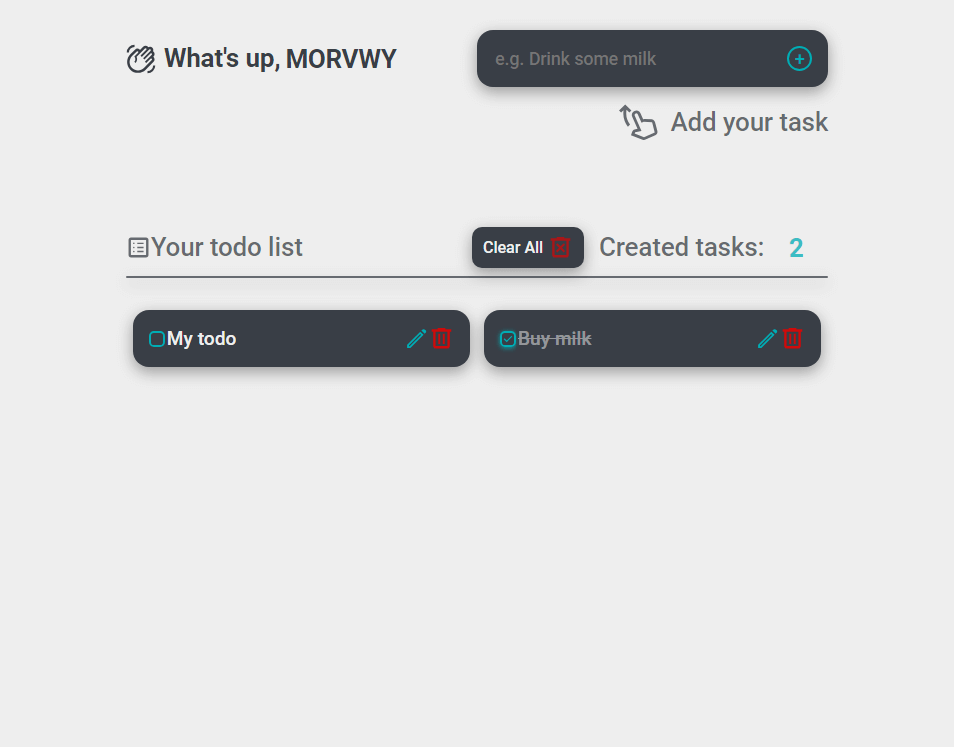 What's up, MORVWY
e.g. Drink some milk
Add your task
Your todo list
Clear All
Created tasks: 2
My todo
Buy milk